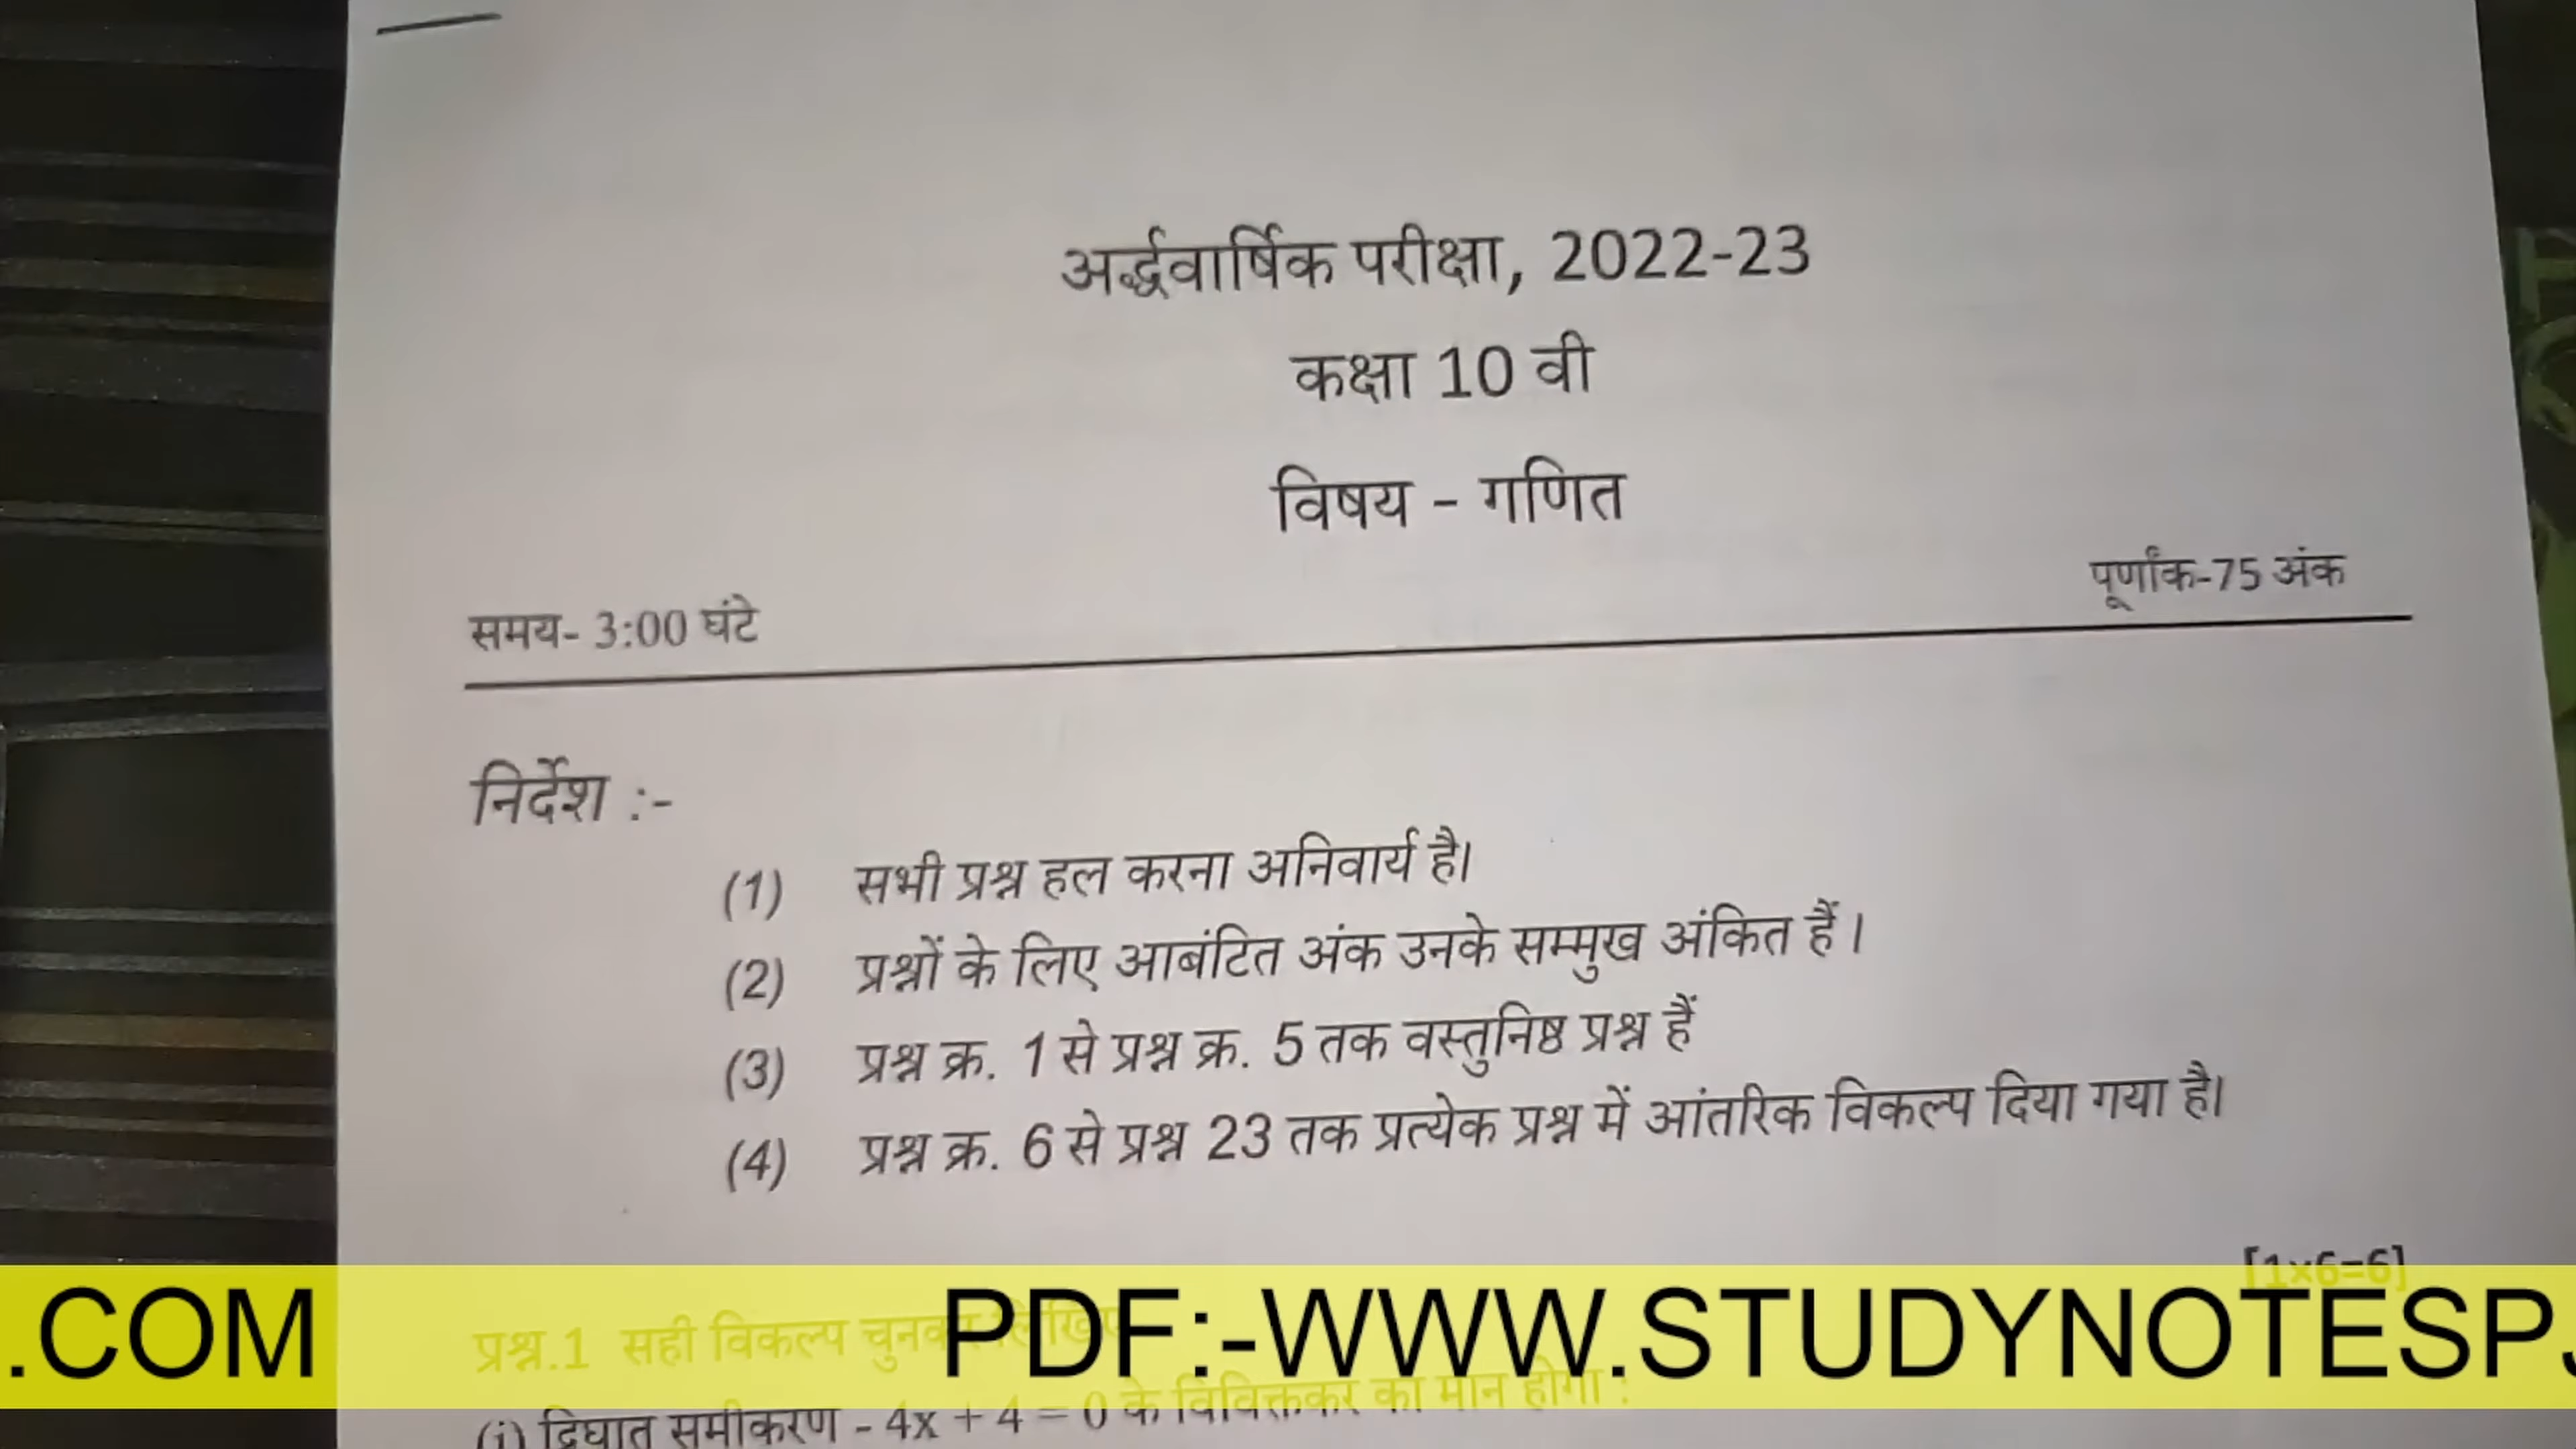 अर्द्धवार्षिक परीक्षा, 2022-23
कक्षा 10 वी
विषय - गणित
समय- 3:00 घंटे
पूर्णांक-75 अंक
निर्देश :-
(1) सभी प्रश्न हल करना अनिवार्य है।
(2) प्रश्नों के लिए आबंटित अंक उनके सम्मुख अंकित हैं ।
(3) प्रश्न क्र. 1 से प्रश्न क्र. 5 तक वस्तुनिष्ठ प्रश्न हैं
(4) प्रश्न क्र. 6 से प्रश्न 23 तक प्रत्येक प्रश्न में आंतरिक विकल्प दिया गया है।
[1×6=6]
प्रश्न.1 सही विकल्प चुनकर लिखिए
.COM PDF:-WWW.STUDYNOTESP
(i) द्विघात समीकरण - 4x + 4 = 0 के विविक्तकर का मान होगा :